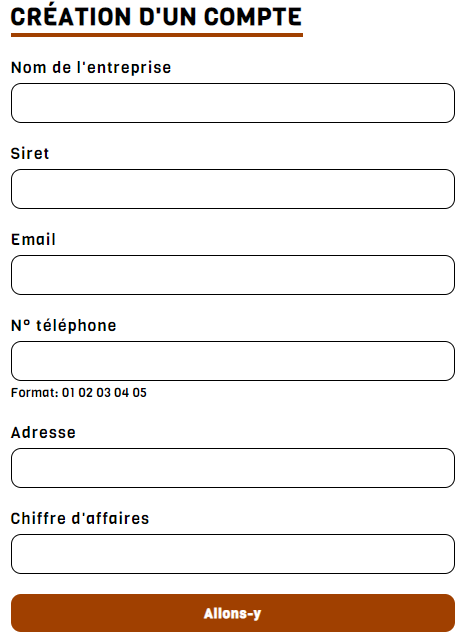 CRÉATION D'UN COMPTE
Nom de l'entreprise
Siret
Email
N° téléphone
Format: 01 02 03 04 05
Adresse
Chiffre d'affaires
Allons-y